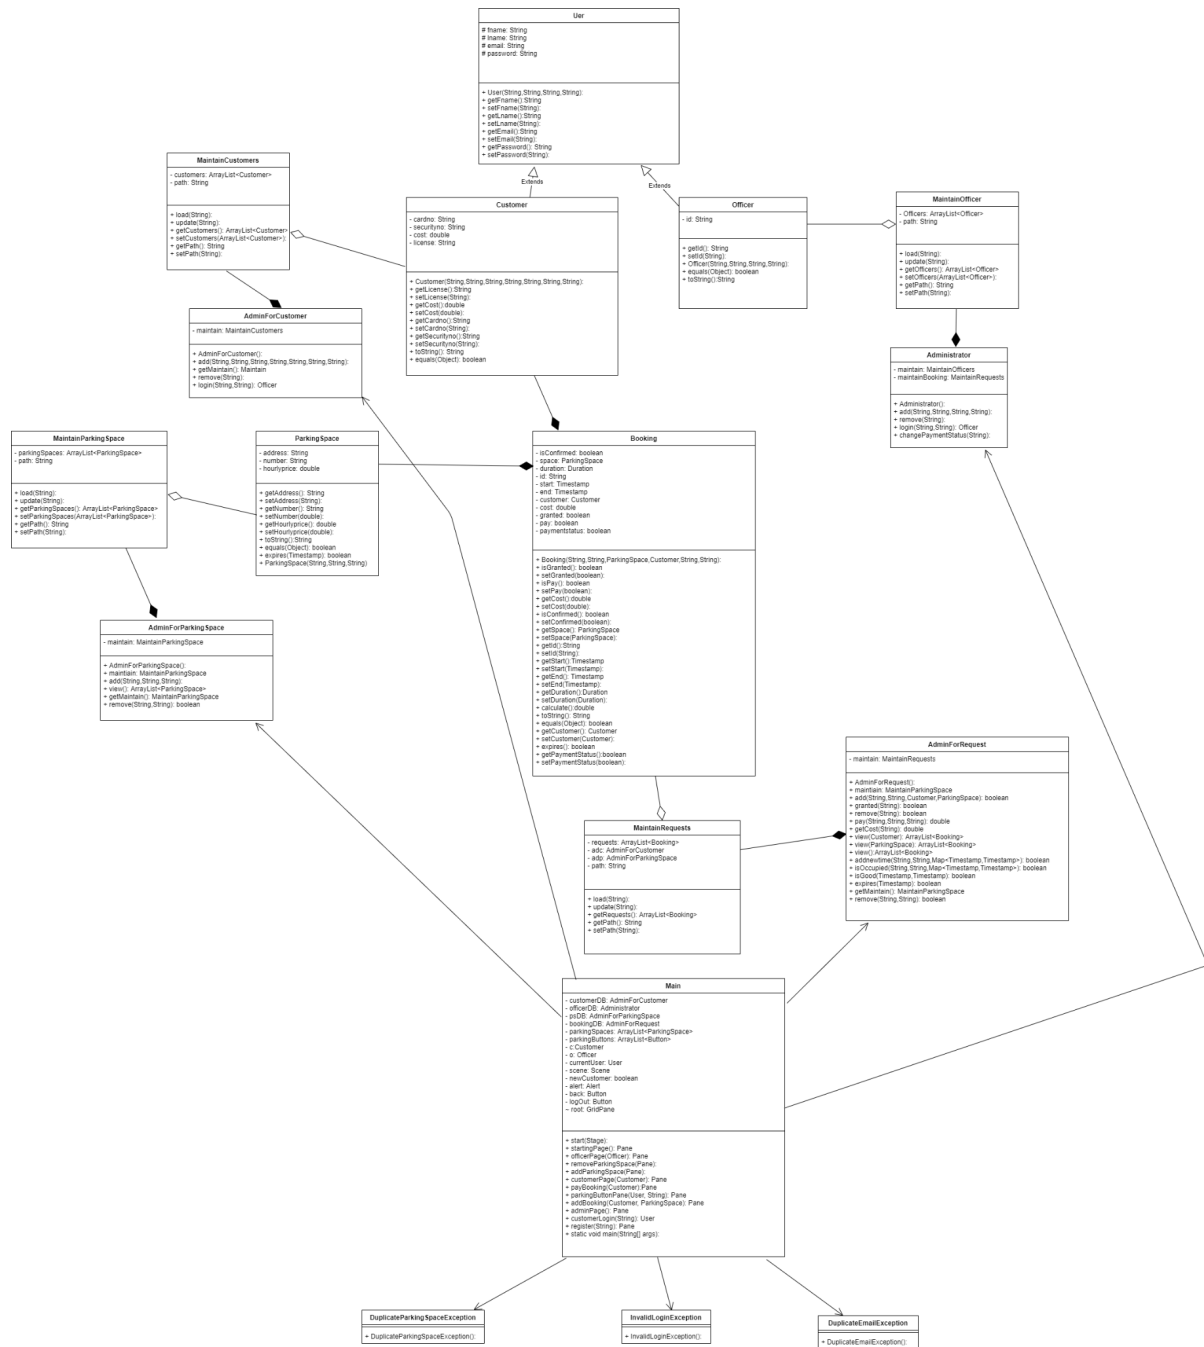 Uer
# fname: String
# lname: String
# email: String
# password: String
+ User(String,String,String,String):
+ getFname():String
+ setFname(String):
+ getLname():String
+ setLname(String):
+ getEmail():String
+ setEmail(String):
+ getPassword(): String
+ setPassword(String):
Extends
Extends
MaintainCustomers
- customers: ArrayList<Customer>
- path: String
+ load(String):
+ update(String):
+ getCustomers(): ArrayList<Customer>
+ setCustomers(ArrayList<Customer>):
+ getPath(): String
+ setPath(String):
Customer
- cardno: String
- securityno: String
- cost: double
- license: String
+ Customer(String,String,String,String,String,String,String):
+ getLicense():String
+ setLicense(String):
+ getCost():double
+ setCost(double):
+ getCardno():String
+ setCardno(String):
+ getSecurityno():String
+ setSecurityno(String):
+ toString(): String
+ equals(Object): boolean
Officer
- id: String
+ getId(): String
+ setId(String):
+ Officer(String,String,String,String):
+ equals(Object): boolean
+ toString():String
MaintainOfficer
- Officers: ArrayList<Officer>
- path: String
+ load(String):
+ update(String):
+ getOfficers(): ArrayList<Officer>
+ setOfficers(ArrayList<Officer>):
+ getPath(): String
+ setPath(String):
AdminForCustomer
- maintain: MaintainCustomers
+ AdminForCustomer():
+ add(String,String,String,String,String,String,String):
+ getMaintain(): Maintain
+ remove(String):
+ login(String,String): Officer
Administrator
- maintain: MaintainOfficers
- maintainBooking: MaintainRequests
+ Administrator():
+ add(String,String,String,String):
+ remove(String):
+ login(String,String): Officer
+ changePaymentStatus(String):
MaintainParkingSpace
- parkingSpaces: ArrayList<ParkingSpace>
- path: String
+ load(String):
+ update(String):
+ getParkingSpaces(): ArrayList<ParkingSpace>
+ setParkingSpaces(ArrayList<ParkingSpace>):
+ getPath(): String
+ setPath(String):
ParkingSpace
- address: String
- number: String
- hourlyprice: double
+ getAddress(): String
+ setAddress(String)
+ getNumber(): String
+ setNumber(double):
+ getHourlyprice(): double
+ setHourlyprice(double):
+ toString():String
+ equals(Object): boolean
+ expires(Timestamp): boolean
+ ParkingSpace(String,String,String)
Booking
- isConfirmed: boolean
- space: ParkingSpace
- duration: Duration
- id: String
- start: Timestamp
- end: Timestamp
- customer: Customer
- cost: double
- granted: boolean
- pay: boolean
- paymentstatus: boolean
+ Booking(String,String,ParkingSpace,Customer,String,String):
+ isGranted(): boolean
+ setGranted(boolean):
+ isPay(): boolean
+ setPay(boolean):
+ getCost():double
+ setCost(double):
+ isConfirmed(): boolean
+ setConfirmed(boolean):
+ getSpace(): ParkingSpace
+ setSpace(ParkingSpace):
+ getId():String
+ setId(String):
+ getStart():Timestamp
+ setStart(Timestamp):
+ getEnd(): Timestamp
+ setEnd(Timestamp):
+ getDuration():Duration
+ setDuration(Duration):
+ calculate():double
+ toString(): String
+ equals(Object): boolean
+ getCustomer(): Customer
+ setCustomer(Customer):
+ expires(): boolean
+ getPaymentStatus():boolean
+ setPaymentStatus(boolean):
AdminForParkingSpace
- maintain: MaintainParkingSpace
+ AdminForParkingSpace():
+ maintiain: MaintainParkingSpace
+ add(String,String,String):
+ view(): ArrayList<ParkingSpace>
+ getMaintain(): MaintainParkingSpace
+ remove(String,String): boolean
AdminForRequest
- maintain: MaintainRequests
+ AdminForRequest():
+ maintiain: MaintainParkingSpace
+ add(String,String,Customer,ParkingSpace): boolean
+ granted(String): boolean
+ remove(String): boolean
+ pay(String,String,String): double
+ getCost(String): double
+ view(Customer): ArrayList<Booking>
+ view(ParkingSpace): ArrayList<Booking>
+ view():ArrayList<Booking>
+ addnewtime(String,String,Map<Timestamp,Timestamp>): boolean
+ isOccupied(String,String,Map<Timestamp,Timestamp>): boolean
+ isGood(Timestamp,Timestamp): boolean
+ expires(Timestamp): boolean
+ getMaintain(): MaintainParkingSpace
+ remove(String,String): boolean
MaintainRequests
- requests: ArrayList<Booking>
- adc: AdminForCustomer
- adp: AdminForParkingSpace
- path: String
+ load(String):
+ update(String):
+ getRequests(): ArrayList<Booking>
+ getPath(): String
+ setPath(String):
Main
- customerDB: AdminForCustomer
- officerDB: Administrator
- psDB: AdminForParkingSpace
- bookingDB: AdminForRequest
- parkingSpaces: ArrayList<ParkingSpace>
- parkingButtons: ArrayList<Button>
- c:Customer
- o: Officer
- currentUser: User
- scene: Scene
- newCustomer: boolean
- alert: Alert
- back: Button
- logOut: Button
~ root: GridPane
+ start(Stage):
+ startingPage(): Pane
+ officerPage(Officer): Pane
+ removeParkingSpace(Pane):
+ addParkingSpace(Pane):
+ customerPage(Customer): Pane
+ payBooking(Customer):Pane
+ parkingButtonPane(User, String): Pane
+ addBooking(Customer, ParkingSpace): Pane
+ adminPage(): Pane
+ customerLogin(String): User
+ register(String): Pane
+ static void main(String[] args):
DuplicateParkingSpaceException
+ DuplicateParkingSpaceException():
InvalidLoginException
+ InvalidLoginException():
DuplicateEmailException
+ DuplicateEmailException():